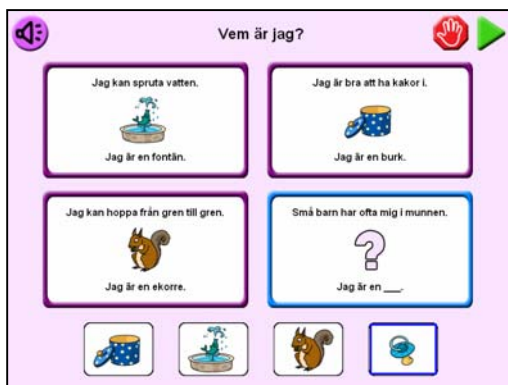 Vem är jag?
Jag kan spruta vatten.
Jag är en fontän.
Jag är bra att ha kakor i.
Jag är en burk.
Jag kan hoppa från gren till gren.
Jag är en ekorre.
Små barn har ofta mig i munnen.
?
Jag är en ___.